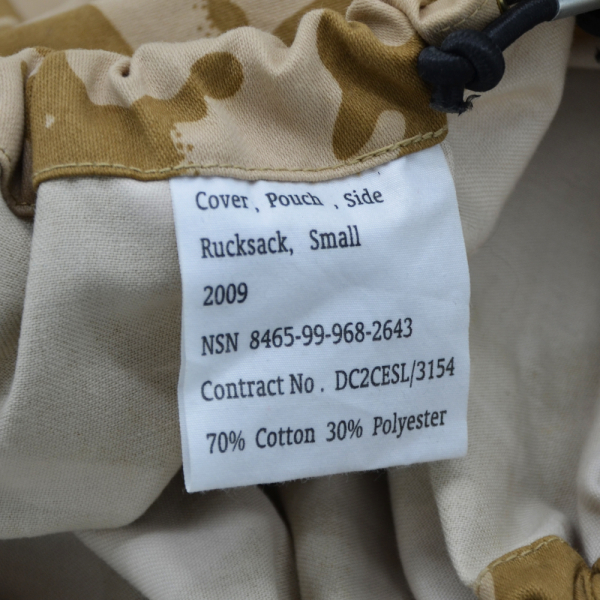 Cover , Pouch , Side
Rucksack, Small
2009
NSN 8465-99-968-2643
Contract No . DC2CESL/3154
70% Cotton 30% Polyester